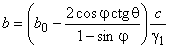 b = ( b₀ − (2 cos φ ctg θ)/(1 − sin φ) ) c/γ₁